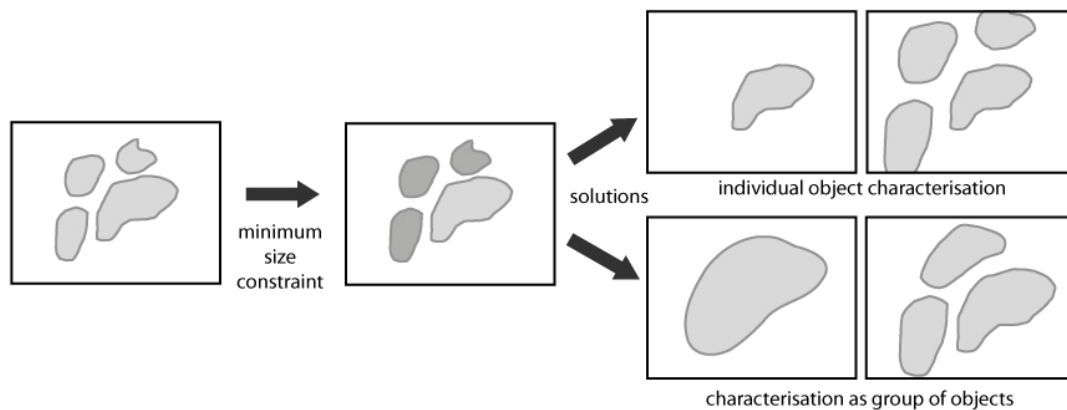 minimum
size
constraint
solutions
individual object characterisation
characterisation as group of objects